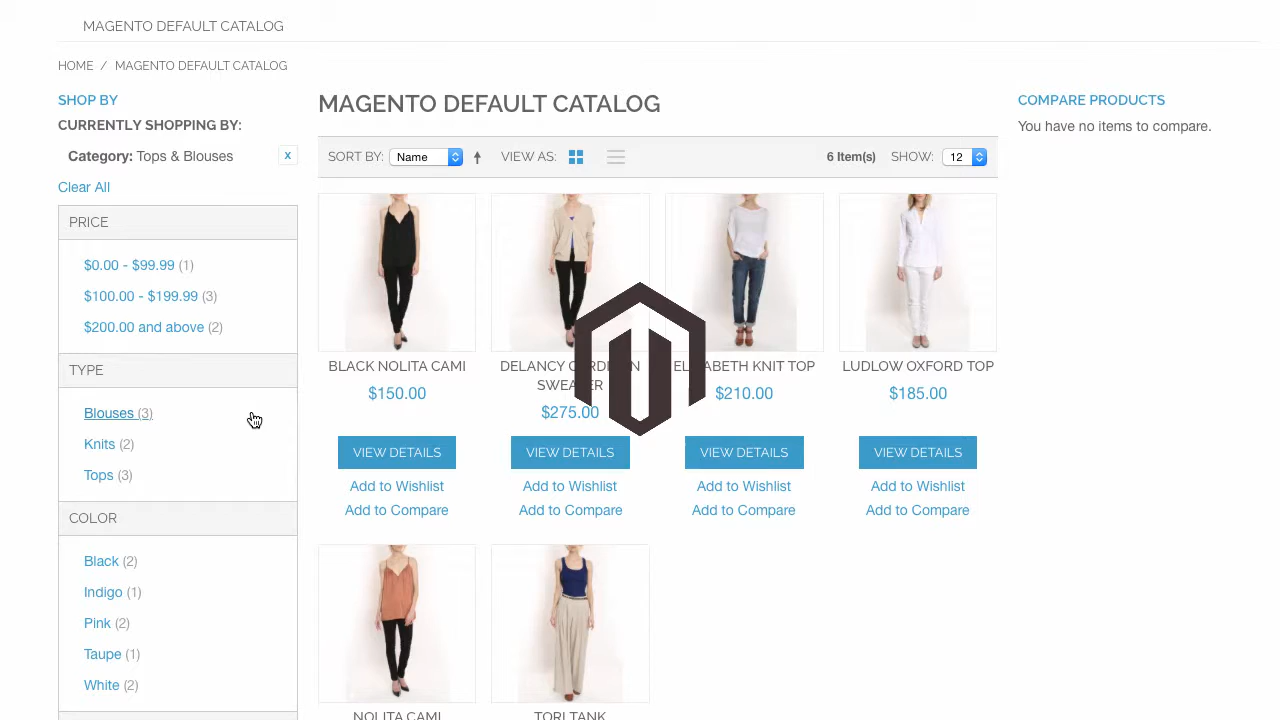 MAGENTO DEFAULT CATALOG
HOME / MAGENTO DEFAULT CATALOG
SHOP BY
CURRENTLY SHOPPING BY:
Category: Tops & Blouses x
Clear All
PRICE
$0.00 - $99.99 (1)
$100.00 - $199.99 (3)
$200.00 and above (2)
TYPE
Blouses (3)
Knits (2)
Tops (3)
COLOR
Black (2)
Indigo (1)
Pink (2)
Taupe (1)
White (2)
MAGENTO DEFAULT CATALOG
SORT BY: Name VIEW AS: 6 Item(s) SHOW: 12
BLACK NOLITA CAMI
$150.00
VIEW DETAILS
Add to Wishlist
Add to Compare
DELANCY
$275.00
VIEW DETAILS
Add to Wishlist
Add to Compare
KNIT TOP
$210.00
VIEW DETAILS
Add to Wishlist
Add to Compare
LUDLOW OXFORD TOP
$185.00
VIEW DETAILS
Add to Wishlist
Add to Compare
NOLITA CAMI
TORI TANK
COMPARE PRODUCTS
You have no items to compare.